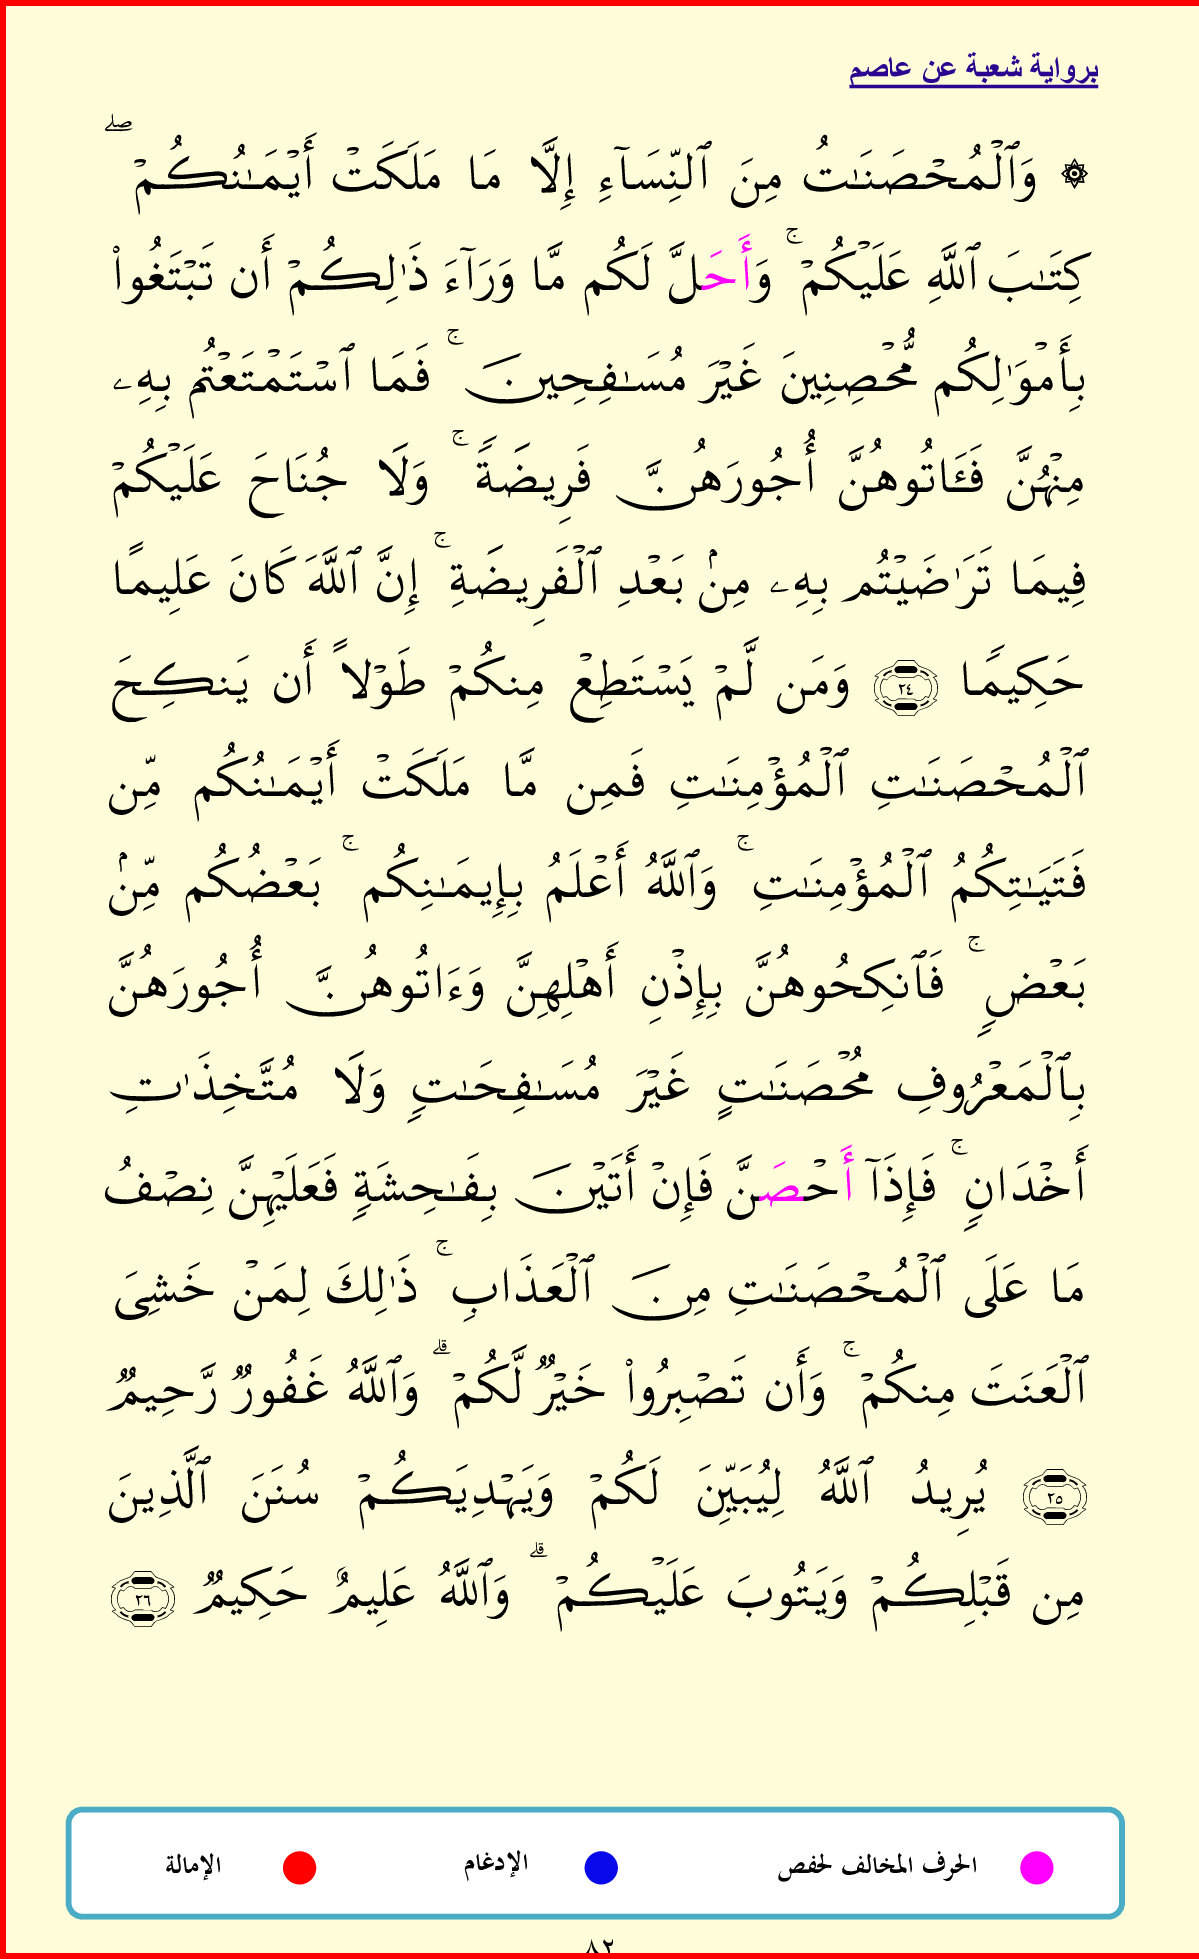 برواية شعبة عن عاصم
۞ وَٱلۡمُحۡصَنَٰتُ مِنَ ٱلنِّسَآءِ إِلَّا مَا مَلَكَتۡ أَيۡمَٰنُكُمۡۖ
كِتَٰبَ ٱللَّهِ عَلَيۡكُمۡۚ وَأَحَلَّ لَكُم مَّا وَرَآءَ ذَٰلِكُمۡ أَن تَبۡتَغُواْ
بِأَمۡوَٰلِكُم مُّحۡصِنِينَ غَيۡرَ مُسَٰفِحِينَۚ فَمَا ٱسۡتَمۡتَعۡتُم بِهِۦ
مِنۡهُنَّ فَـَٔاتُوهُنَّ أُجُورَهُنَّ فَرِيضَةٗۚ وَلَا جُنَاحَ عَلَيۡكُمۡ
فِيمَا تَرَٰضَيۡتُم بِهِۦ مِنۢ بَعۡدِ ٱلۡفَرِيضَةِۚ إِنَّ ٱللَّهَ كَانَ عَلِيمًا
حَكِيمٗا ٢٤ وَمَن لَّمۡ يَسۡتَطِعۡ مِنكُمۡ طَوۡلًا أَن يَنكِحَ
ٱلۡمُحۡصَنَٰتِ ٱلۡمُؤۡمِنَٰتِ فَمِن مَّا مَلَكَتۡ أَيۡمَٰنُكُم مِّن
فَتَيَٰتِكُمُ ٱلۡمُؤۡمِنَٰتِۚ وَٱللَّهُ أَعۡلَمُ بِإِيمَٰنِكُمۚ بَعۡضُكُم مِّنۢ
بَعۡضٖۚ فَٱنكِحُوهُنَّ بِإِذۡنِ أَهۡلِهِنَّ وَءَاتُوهُنَّ أُجُورَهُنَّ
بِٱلۡمَعۡرُوفِ مُحۡصَنَٰتٍ غَيۡرَ مُسَٰفِحَٰتٖ وَلَا مُتَّخِذَٰتِ
أَخۡدَانٖۚ فَإِذَآ أَحۡصَنَّ فَإِنۡ أَتَيۡنَ بِفَٰحِشَةٖ فَعَلَيۡهِنَّ نِصۡفُ
مَا عَلَى ٱلۡمُحۡصَنَٰتِ مِنَ ٱلۡعَذَابِۚ ذَٰلِكَ لِمَنۡ خَشِيَ
ٱلۡعَنَتَ مِنكُمۡۚ وَأَن تَصۡبِرُواْ خَيۡرٞ لَّكُمۡۗ وَٱللَّهُ غَفُورٞ رَّحِيمٞ
٢٥ يُرِيدُ ٱللَّهُ لِيُبَيِّنَ لَكُمۡ وَيَهۡدِيَكُمۡ سُنَنَ ٱلَّذِينَ
مِن قَبۡلِكُمۡ وَيَتُوبَ عَلَيۡكُمۡۗ وَٱللَّهُ عَلِيمٌ حَكِيمٞ ٢٦
الحرف المخالف لحفص الإدغام الإمالة
٨٢